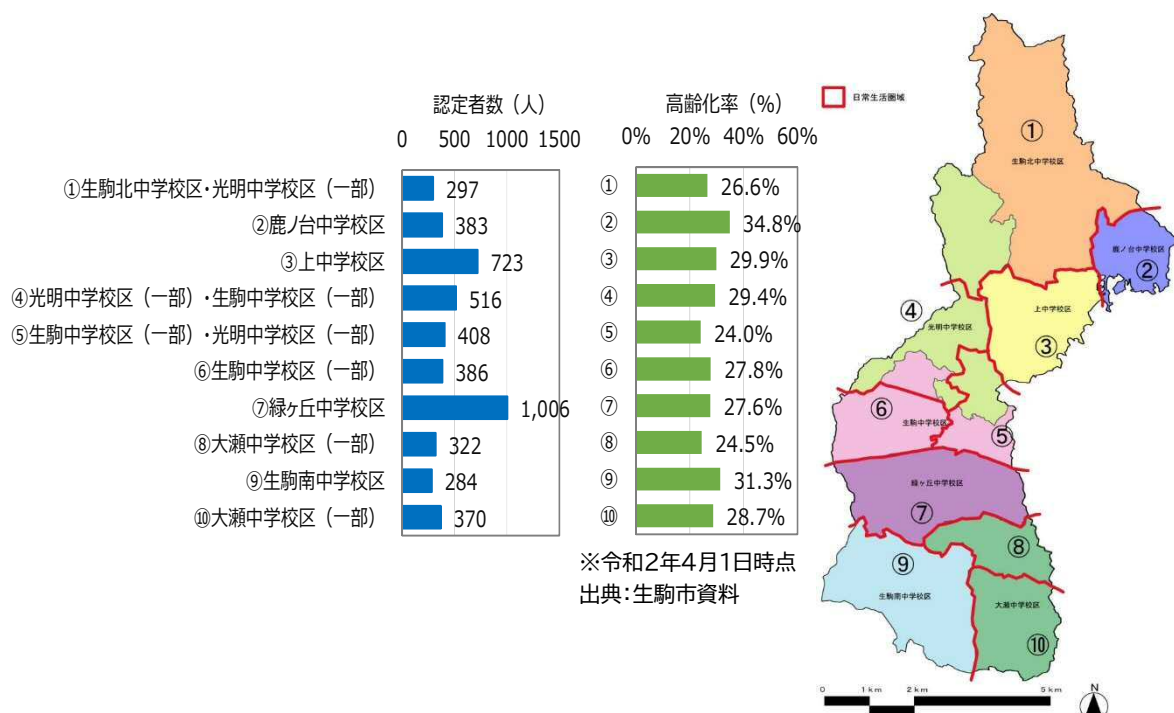 認定者数（人）
0 500 1000 1500
①生駒北中学校区･光明中学校区（一部） 297
②鹿ノ台中学校区 383
③上中学校区 723
④光明中学校区（一部）･生駒中学校区（一部） 516
⑤生駒中学校区（一部）･光明中学校区（一部） 408
⑥生駒中学校区（一部） 386
⑦緑ヶ丘中学校区 1,006
⑧大瀬中学校区（一部） 322
⑨生駒南中学校区 284
⑩大瀬中学校区（一部） 370
高齢化率（%）
0% 20% 40% 60%
① 26.6%
② 34.8%
③ 29.9%
④ 29.4%
⑤ 24.0%
⑥ 27.8%
⑦ 27.6%
⑧ 24.5%
⑨ 31.3%
⑩ 28.7%
※令和2年4月1日時点
出典：生駒市資料
日常生活圏域
①
生駒北中学校区
鹿ノ台中学校区
②
④
光明中学校区
上中学校区
③
⑥
生駒中学校区
⑤
緑ヶ丘中学校区
⑦
⑧
⑨
生駒南中学校区
大瀬中学校区
⑩
0 1km 2km 5km
N